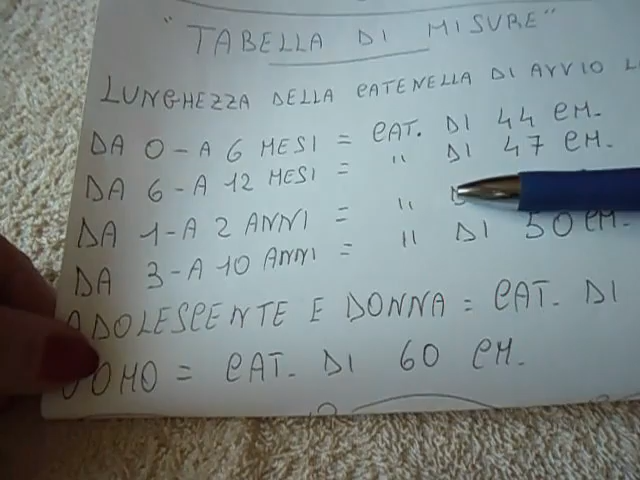 "TABELLA DI MISURE"
LUNGHEZZA DELLA CATENELLA DI AVVIO
DA 0-A 6 MESI = CAT. DI 44 CM.
DA 6-A 12 MESI = " DI 47 CM.
DA 1-A 2 ANNI = "
DA 3-A 10 ANNI = " DI 50 CM.
ADOLESCENTE E DONNA = CAT. DI
UOMO = CAT. DI 60 CM.